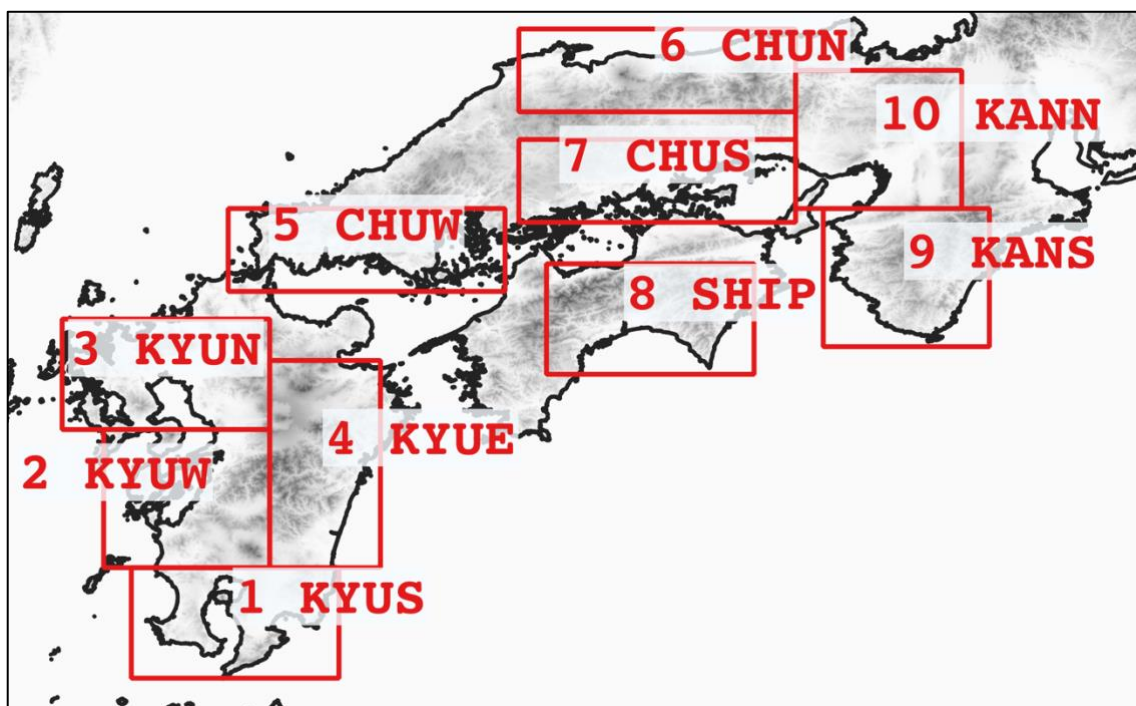 6 CHUN
10 KANN
7 CHUS
5 CHUW
9 KANS
8 SHIP
3 KYUN
4 KYUE
2 KYUW
1 KYUS